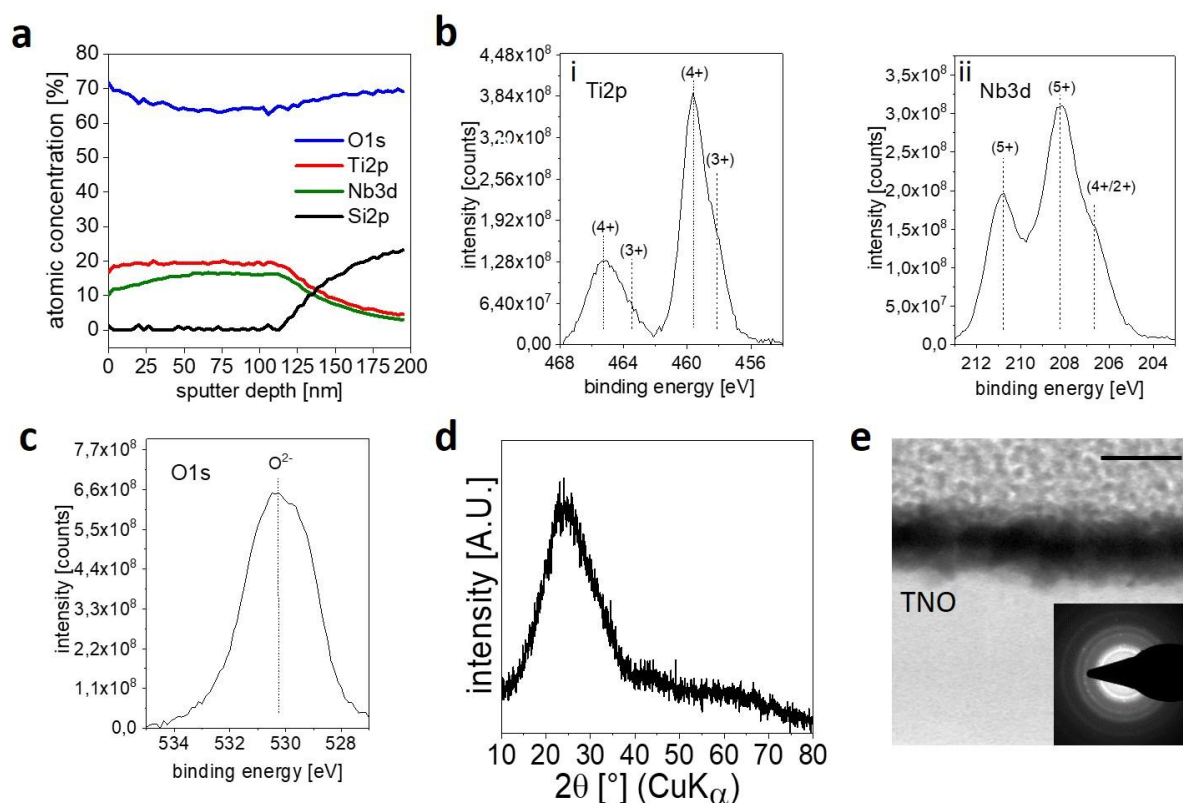 a
80
70
60
50
40
30
20
10
0
atomic concentration [%]
O1s
Ti2p
Nb3d
Si2p
0 25 50 75 100 125 150 175 200
sputter depth [nm]
b
i
Ti2p
4,48x10⁸
3,84x10⁸
3,20x10⁸
2,56x10⁸
1,92x10⁸
1,28x10⁸
6,40x10⁷
0,00
intensity [counts]
(4+)
(3+)
(4+)
(3+)
468 464 460 456
binding energy [eV]
ii
Nb3d
3,5x10⁸
3,0x10⁸
2,5x10⁸
2,0x10⁸
1,5x10⁸
1,0x10⁸
5,0x10⁷
0,0
intensity [counts]
(5+)
(5+)
(4+/2+)
212 210 208 206 204
binding energy [eV]
c
O1s
O²⁻
7,7x10⁸
6,6x10⁸
5,5x10⁸
4,4x10⁸
3,3x10⁸
2,2x10⁸
1,1x10⁸
0,0
intensity [counts]
534 532 530 528
binding energy [eV]
d
intensity [A.U.]
10 20 30 40 50 60 70 80
2θ [°] (CuKα)
e
TNO